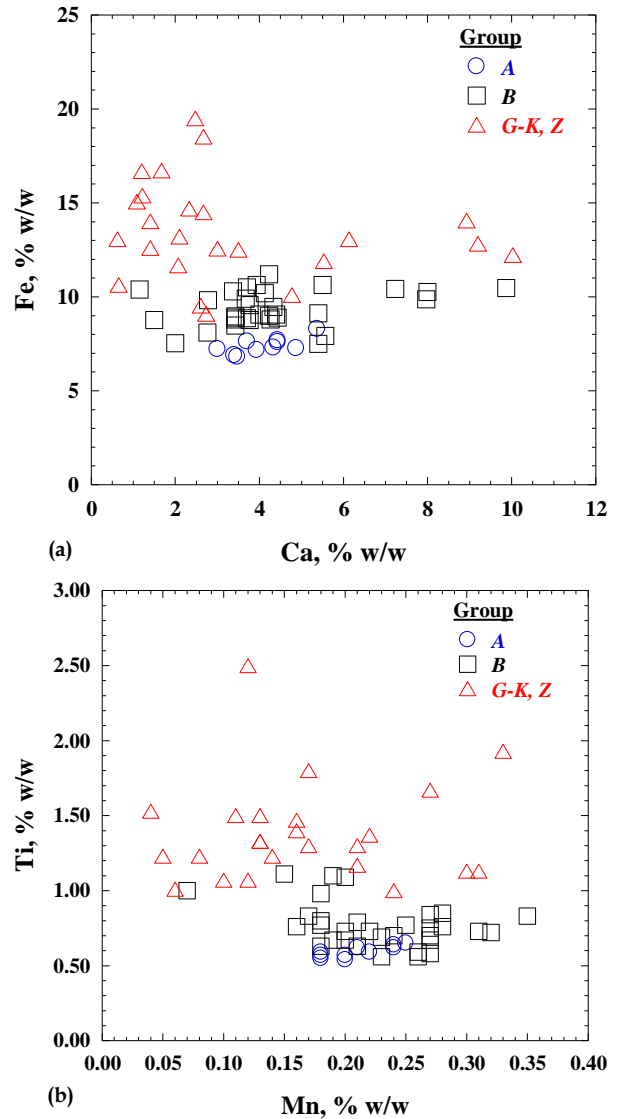 25
Group
A
20
B
G-K, Z
15
Fe, % w/w
10
5
0
0 2 4 6 8 10 12
(a)
Ca, % w/w
3.00
Group
A
2.50
B
G-K, Z
2.00
Ti, % w/w
1.50
1.00
0.50
0.00
0.00 0.05 0.10 0.15 0.20 0.25 0.30 0.35 0.40
(b)
Mn, % w/w